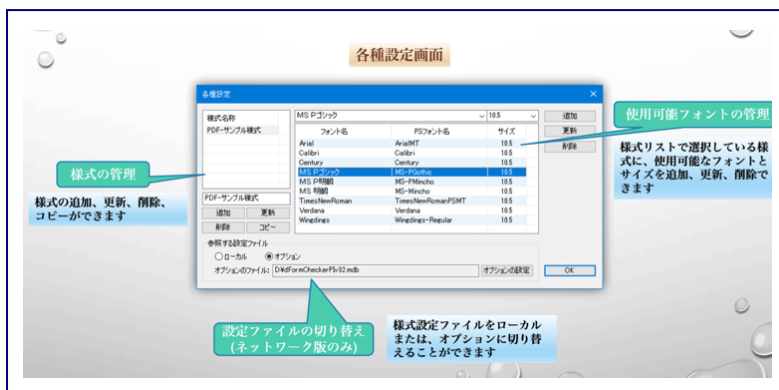 各種設定画面
各種設定
様式名称
PDF-サンプル様式
MS Pゴシック 10.5 追加
フォント名 PSフォント名 サイズ 更新
削除
Arial ArialMT 10.5
Calibri Calibri 10.5
Century Century 10.5
MS Pゴシック MS-PGothic 10.5
MS P明朝 MS-PMincho 10.5
MS 明朝 MS-Mincho 10.5
TimesNewRoman TimesNewRomanPSMT 10.5
Verdana Verdana 10.5
Wingdings Wingdings-Regular 10.5
PDF-サンプル様式
追加 更新
削除 コピー
参照する設定ファイル
ローカル オプション
オプションのファイル: D:¥dFormCheckerPIv32.mdb オプションの設定 OK
様式の管理
様式の追加、更新、削除、
コピーができます
使用可能フォントの管理
様式リストで選択している様
式に、使用可能なフォントと
サイズを追加、更新、削除で
きます
設定ファイルの切り替え
(ネットワーク版のみ)
様式設定ファイルをローカル
または、オプションに切り替
えることができます